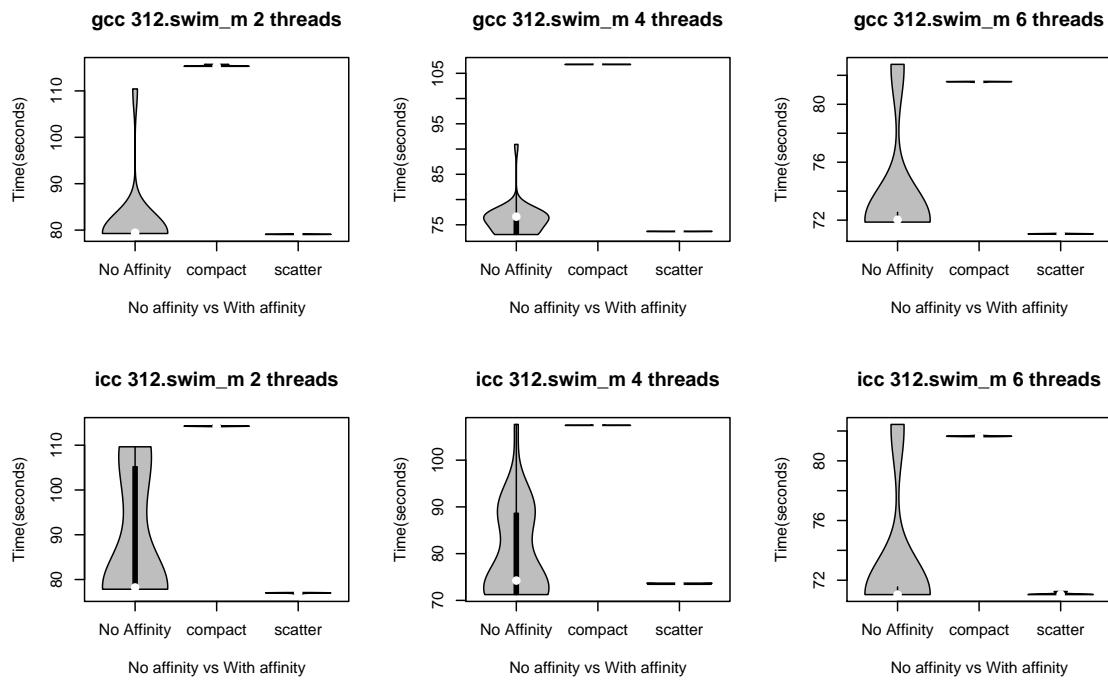 gcc 312.swim_m 2 threads
Time(seconds)
110
100
90
80
No Affinity compact scatter
No affinity vs With affinity
gcc 312.swim_m 4 threads
Time(seconds)
105
95
85
75
No Affinity compact scatter
No affinity vs With affinity
gcc 312.swim_m 6 threads
Time(seconds)
80
76
72
No Affinity compact scatter
No affinity vs With affinity
icc 312.swim_m 2 threads
Time(seconds)
110
100
90
80
No Affinity compact scatter
No affinity vs With affinity
icc 312.swim_m 4 threads
Time(seconds)
100
90
80
70
No Affinity compact scatter
No affinity vs With affinity
icc 312.swim_m 6 threads
Time(seconds)
80
76
72
No Affinity compact scatter
No affinity vs With affinity